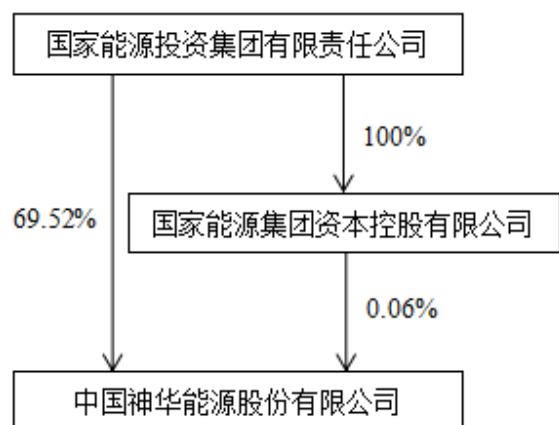 国家能源投资集团有限责任公司
100%
69.52%
国家能源集团资本控股有限公司
0.06%
中国神华能源股份有限公司